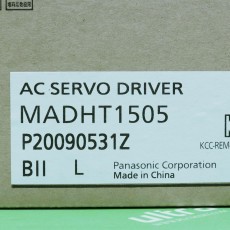 AC SERVO DRIVER
MADHT1505
P20090531Z
KCC-REM
BII L
Panasonic Corporation
Made in China